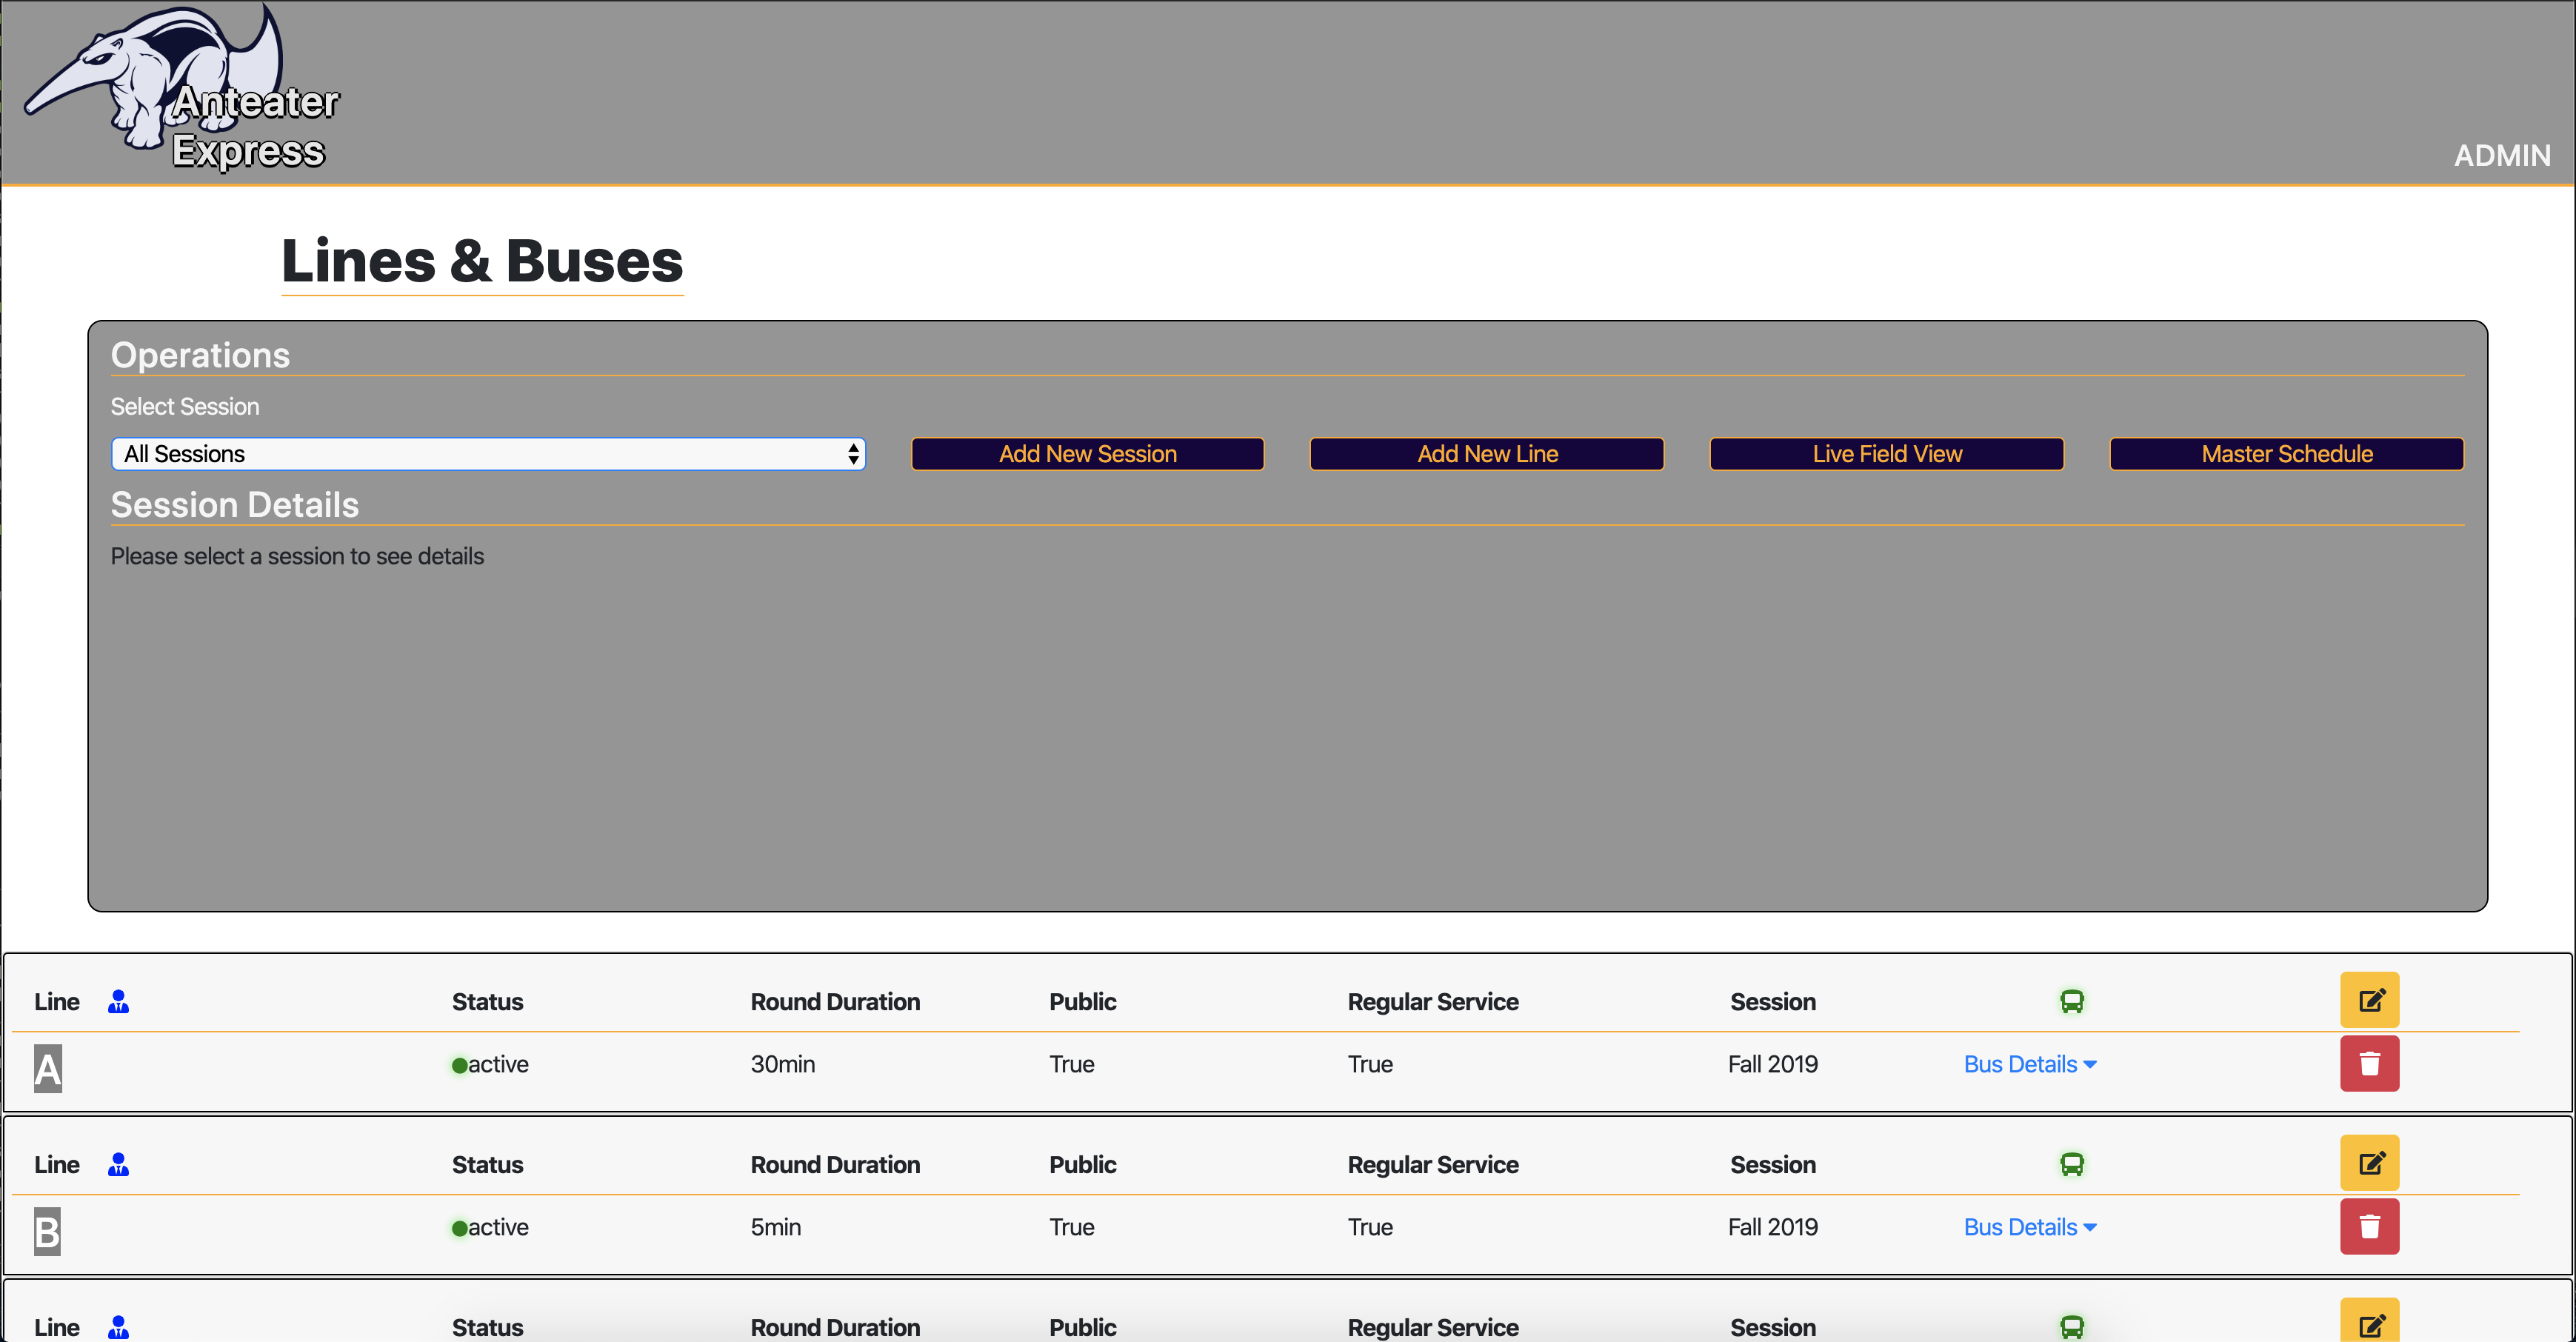 Anteater
Express
ADMIN
Lines & Buses
Operations
Select Session
All Sessions Add New Session Add New Line Live Field View Master Schedule
Session Details
Please select a session to see details
Line Status Round Duration Public Regular Service Session
A active 30min True True Fall 2019 Bus Details
Line Status Round Duration Public Regular Service Session
B active 5min True True Fall 2019 Bus Details
Line Status Round Duration Public Regular Service Session